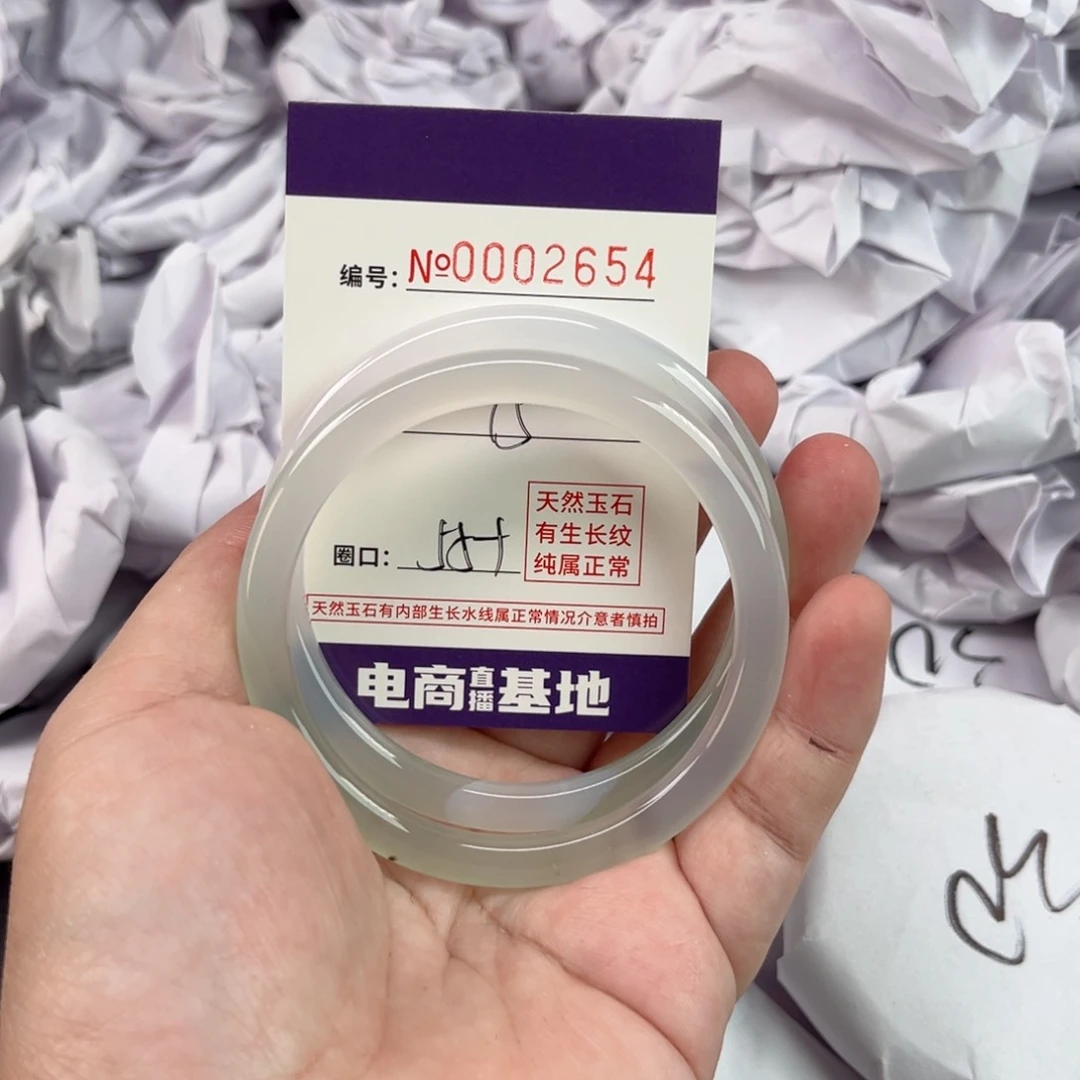 编号: №0002654
圈口:
天然玉石
有生长纹
纯属正常
天然玉石有内部生长水线属正常情况介意者慎拍
电商直播基地